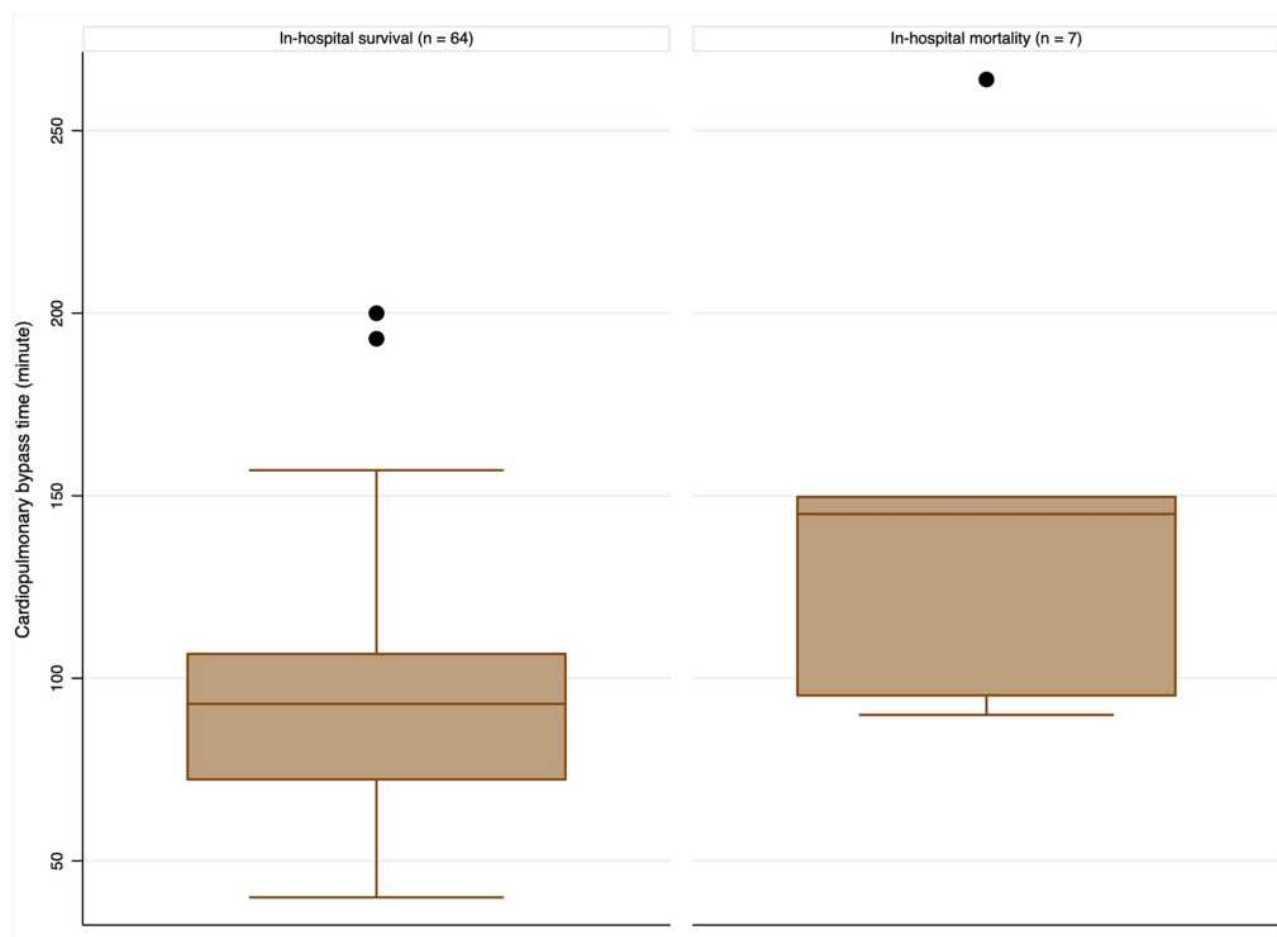 In-hospital survival (n = 64)
In-hospital mortality (n = 7)
Cardiopulmonary bypass time (minute)
250
200
150
100
50